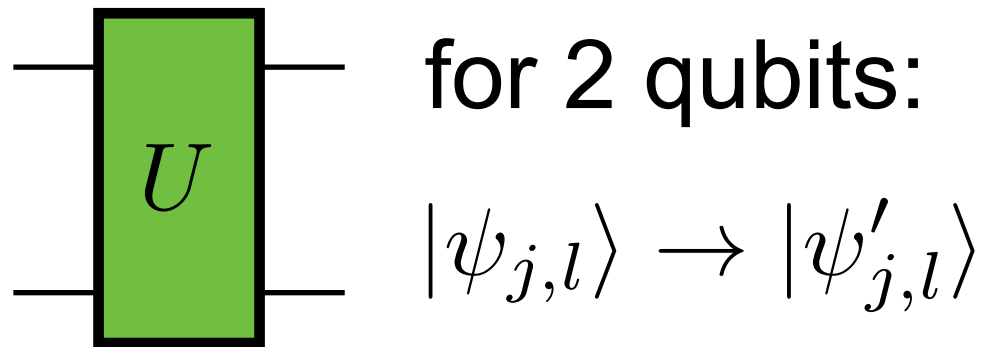 U
for 2 qubits:
|ψ_{j,l}⟩ → |ψ'_{j,l}⟩